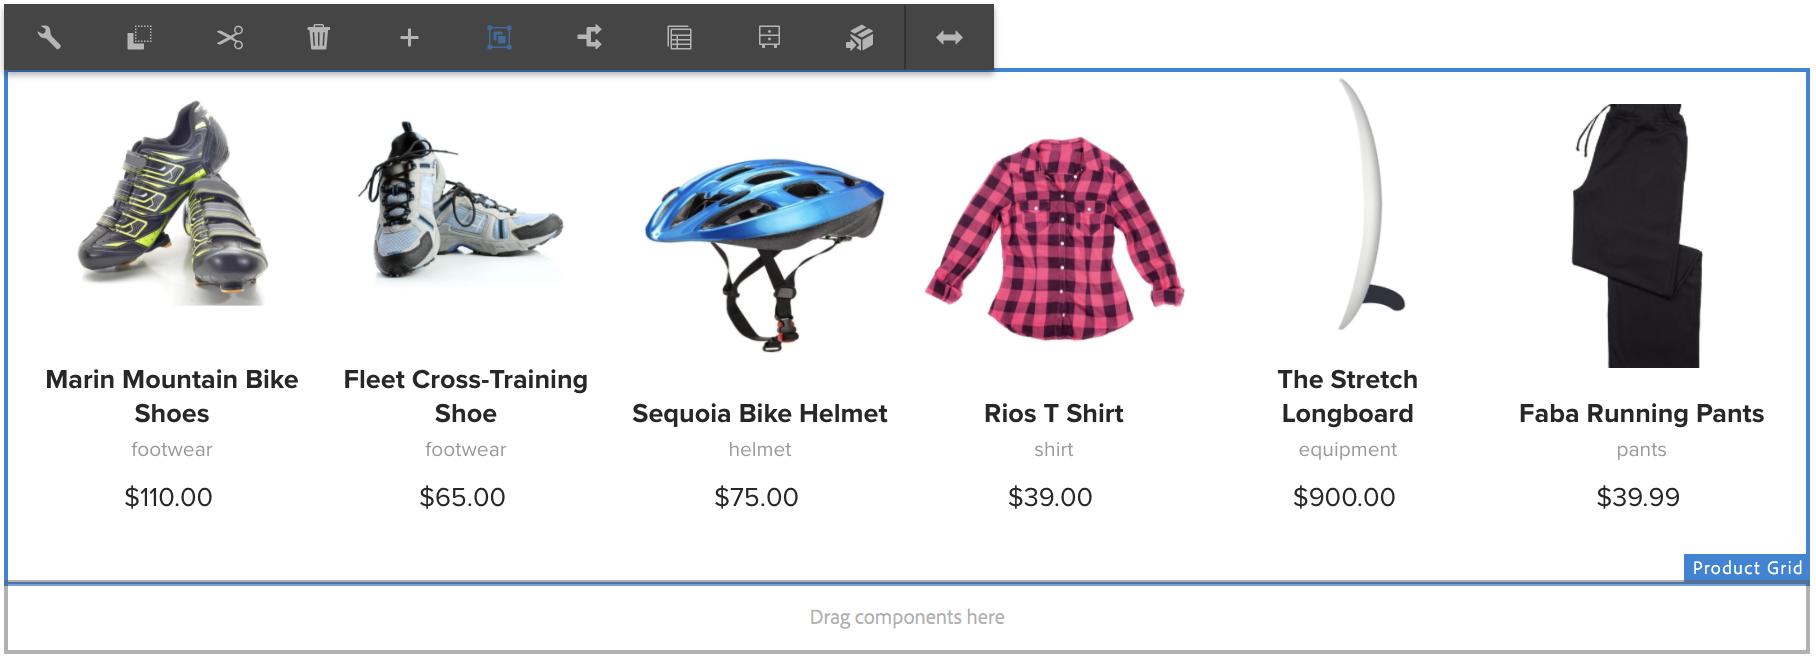 Marin Mountain Bike
Shoes
footwear
$110.00
Fleet Cross-Training
Shoe
footwear
$65.00
Sequoia Bike Helmet
helmet
$75.00
Rios T Shirt
shirt
$39.00
The Stretch
Longboard
equipment
$900.00
Faba Running Pants
pants
$39.99
Product Grid
Drag components here